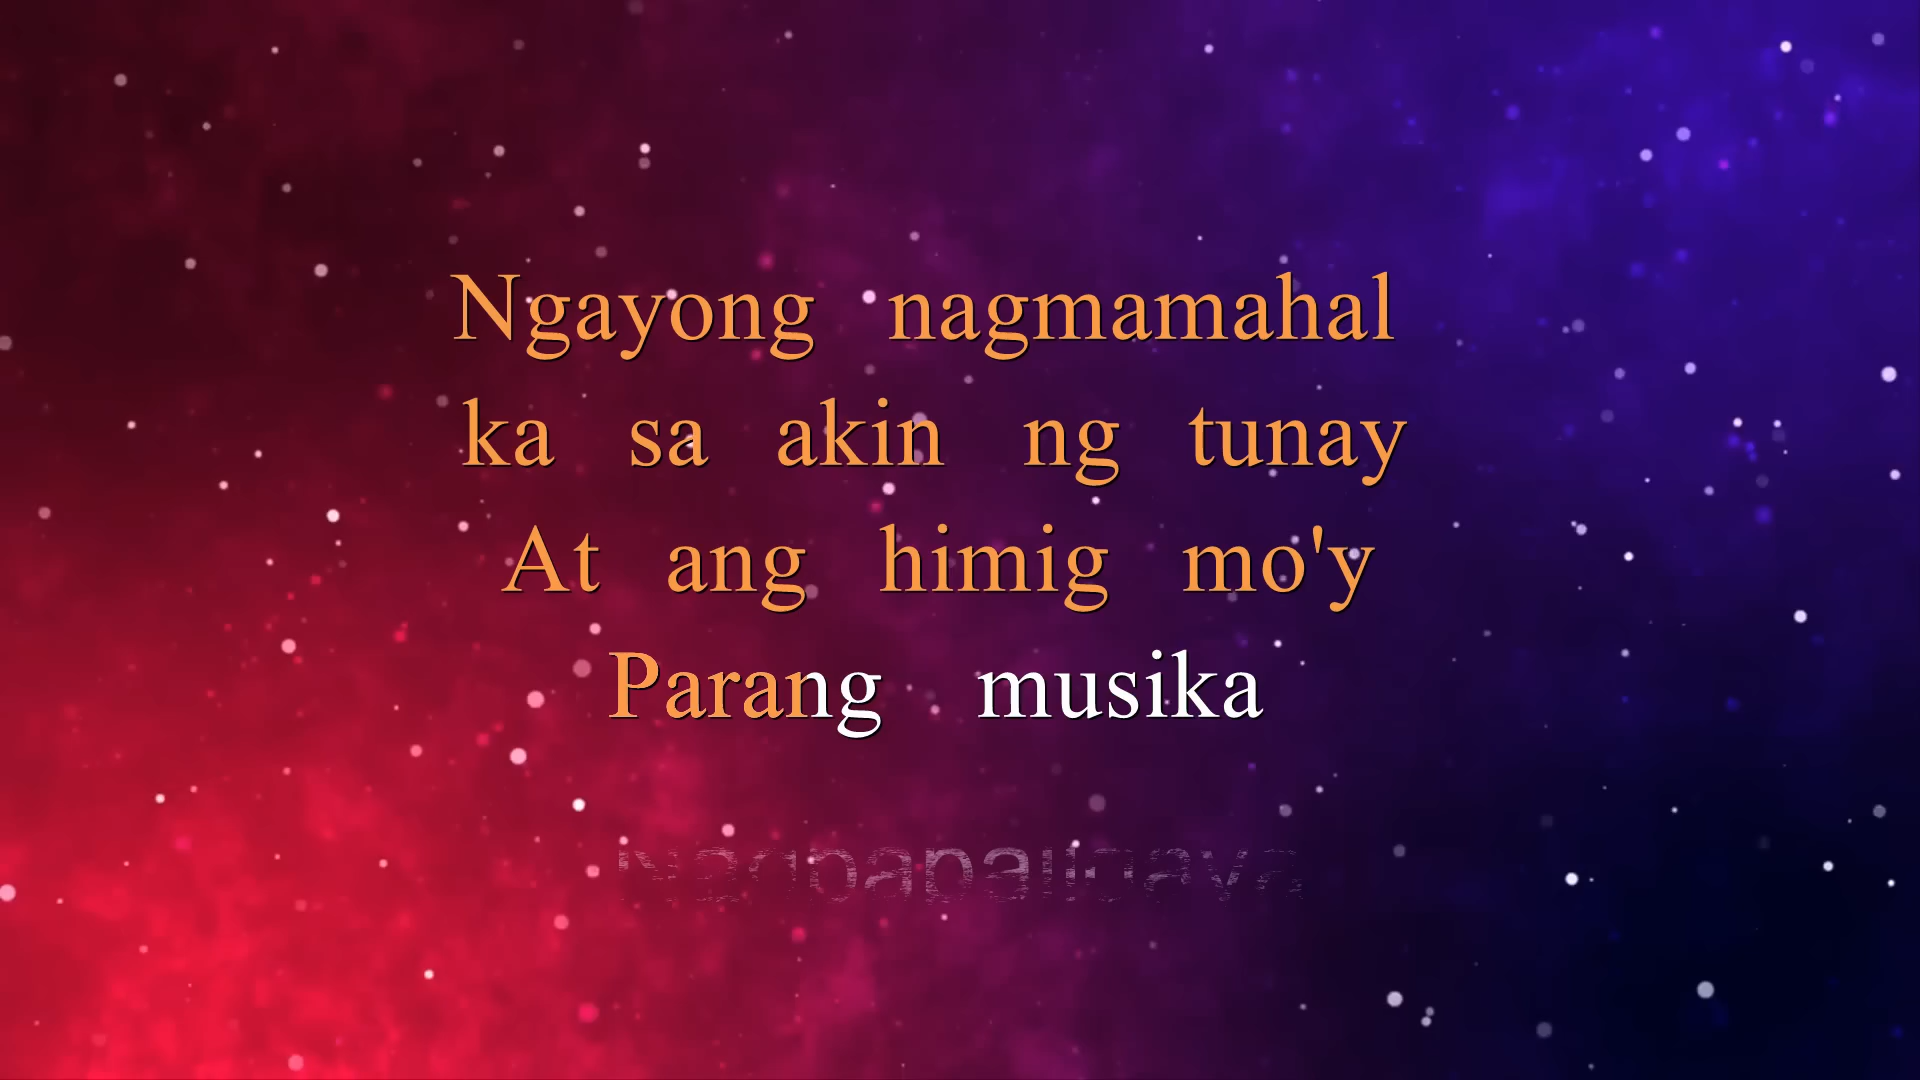 Ngayong nagmamahal
ka sa akin ng tunay
At ang himig mo'y
Parang musika